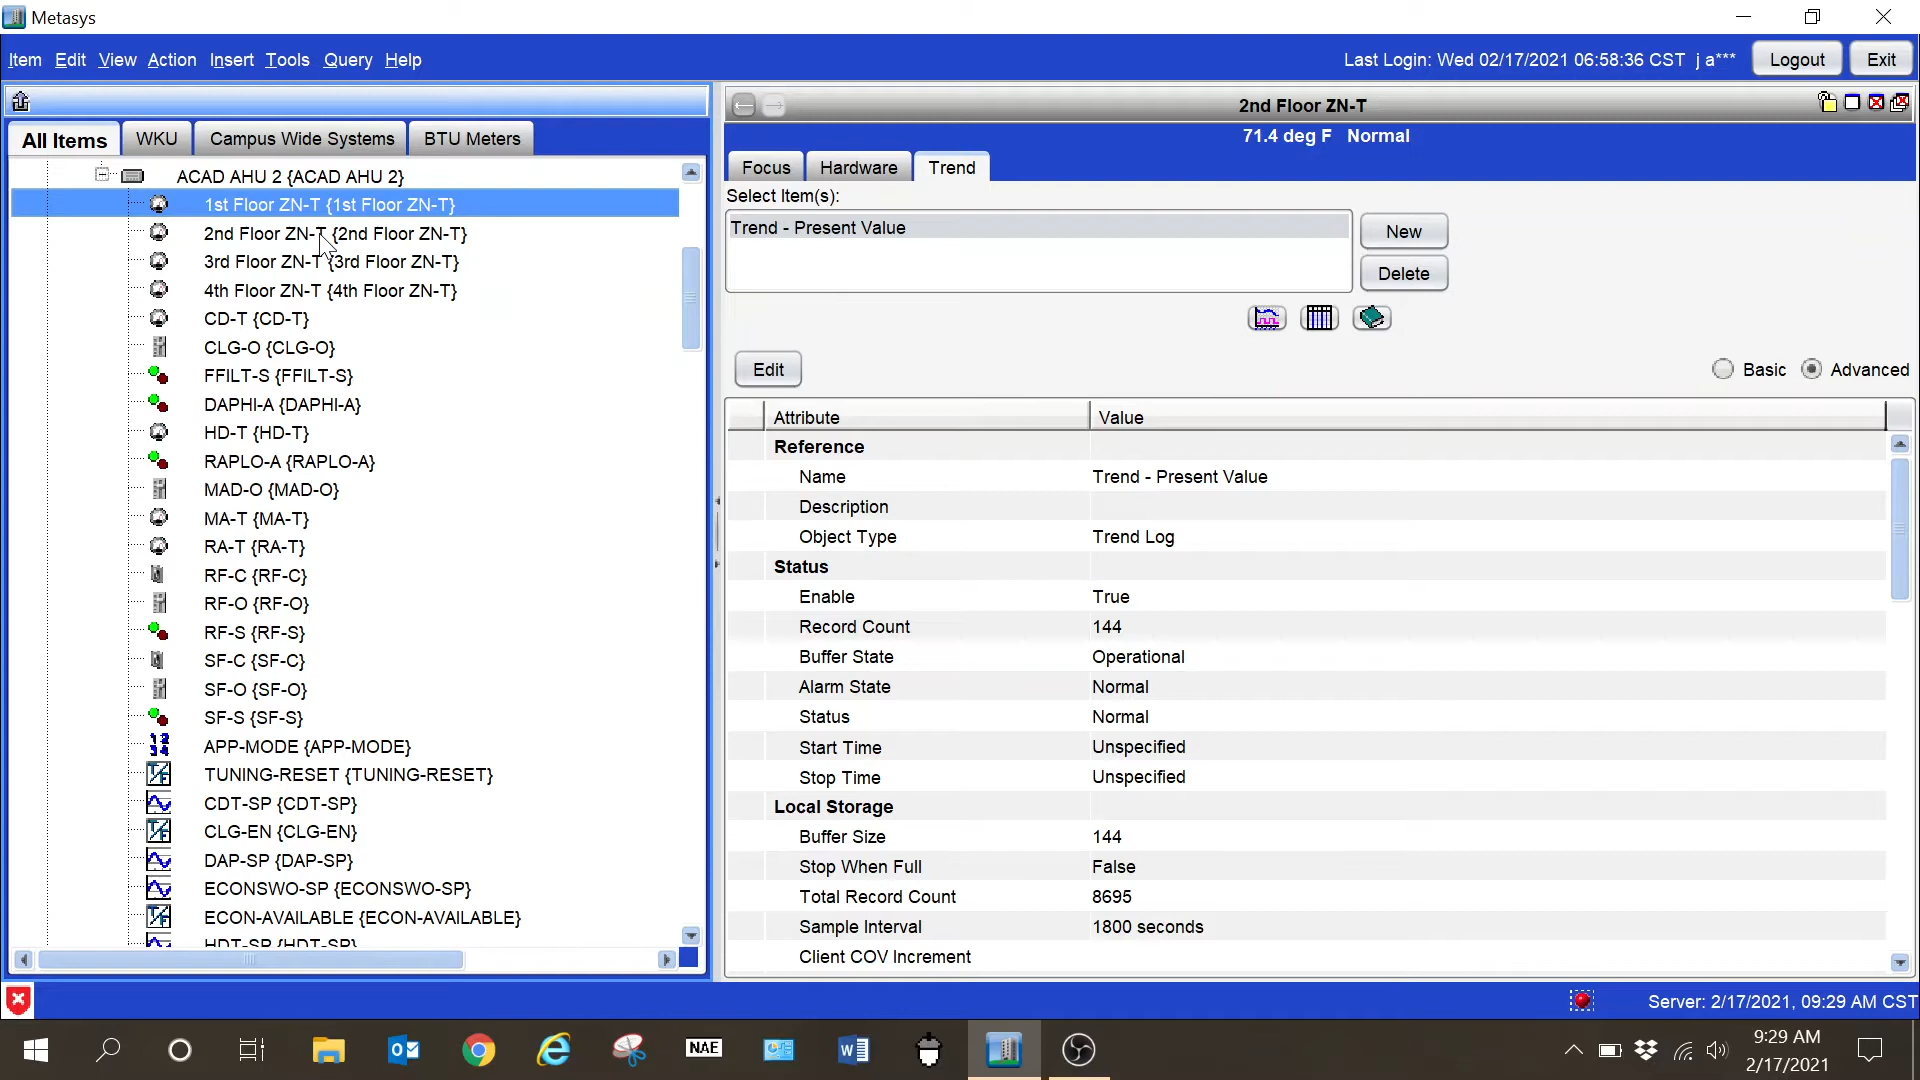 Metasys
Item Edit View Action Insert Tools Query Help
Last Login: Wed 02/17/2021 06:58:36 CST j a*** Logout Exit
All Items WKU Campus Wide Systems BTU Meters
ACAD AHU 2 {ACAD AHU 2}
1st Floor ZN-T {1st Floor ZN-T}
2nd Floor ZN-T {2nd Floor ZN-T}
3rd Floor ZN-T {3rd Floor ZN-T}
4th Floor ZN-T {4th Floor ZN-T}
CD-T {CD-T}
CLG-O {CLG-O}
FFILT-S {FFILT-S}
DAPHI-A {DAPHI-A}
HD-T {HD-T}
RAPLO-A {RAPLO-A}
MAD-O {MAD-O}
MA-T {MA-T}
RA-T {RA-T}
RF-C {RF-C}
RF-O {RF-O}
RF-S {RF-S}
SF-C {SF-C}
SF-O {SF-O}
SF-S {SF-S}
APP-MODE {APP-MODE}
TUNING-RESET {TUNING-RESET}
CDT-SP {CDT-SP}
CLG-EN {CLG-EN}
DAP-SP {DAP-SP}
ECONSWO-SP {ECONSWO-SP}
ECON-AVAILABLE {ECON-AVAILABLE}
HDT-SP {HDT-SP}
2nd Floor ZN-T
71.4 deg F Normal
Focus Hardware Trend
Select Item(s):
Trend - Present Value
New
Delete
Edit
Basic Advanced
Attribute Value
Reference
Name Trend - Present Value
Description
Object Type Trend Log
Status
Enable True
Record Count 144
Buffer State Operational
Alarm State Normal
Status Normal
Start Time Unspecified
Stop Time Unspecified
Local Storage
Buffer Size 144
Stop When Full False
Total Record Count 8695
Sample Interval 1800 seconds
Client COV Increment
Server: 2/17/2021, 09:29 AM CST
NAE
9:29 AM
2/17/2021